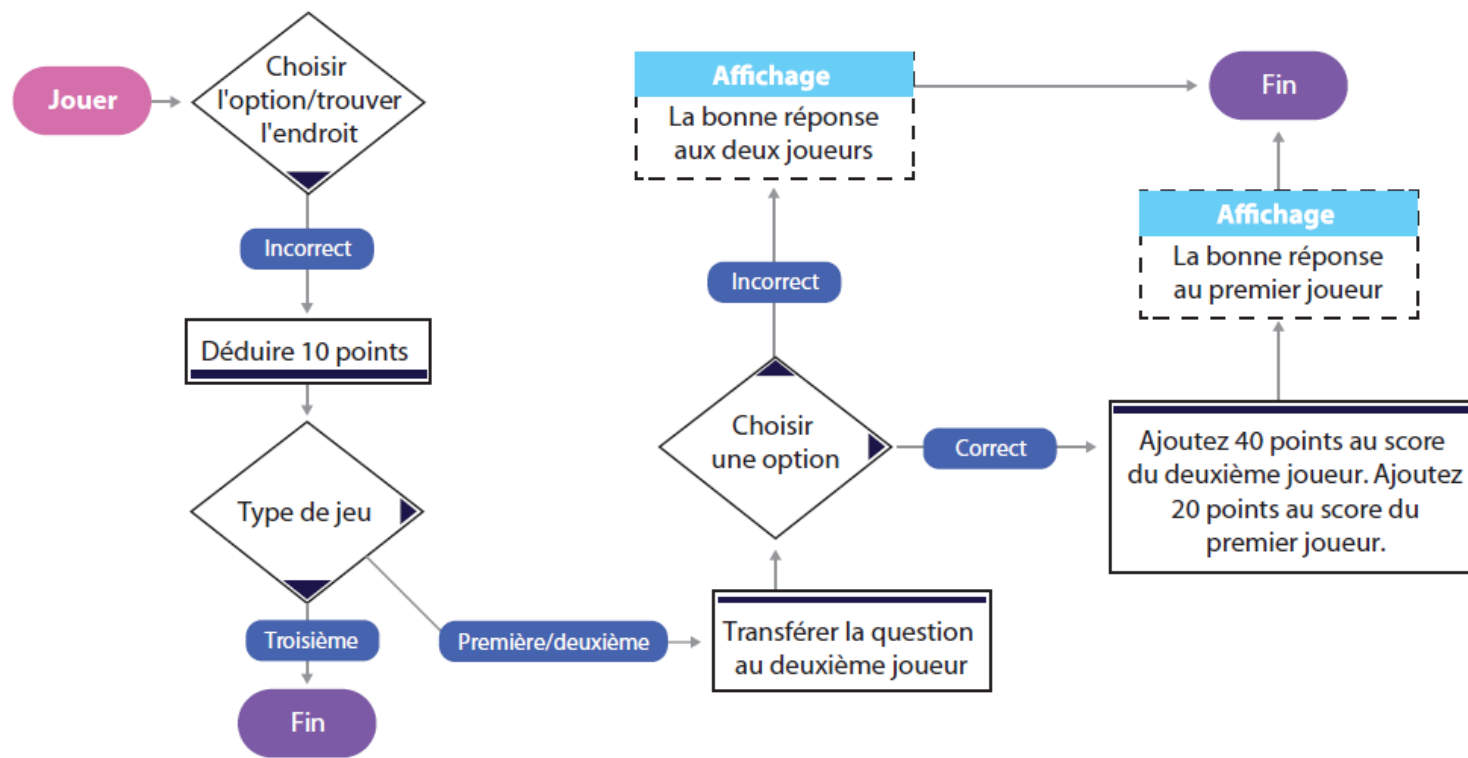 Jouer
Choisir
l'option/trouver
l'endroit
Incorrect
Déduire 10 points
Type de jeu
Troisième
Fin
Première/deuxième
Transférer la question
au deuxième joueur
Choisir
une option
Incorrect
Affichage
La bonne réponse
aux deux joueurs
Correct
Ajoutez 40 points au score
du deuxième joueur. Ajoutez
20 points au score du
premier joueur.
Affichage
La bonne réponse
au premier joueur
Fin